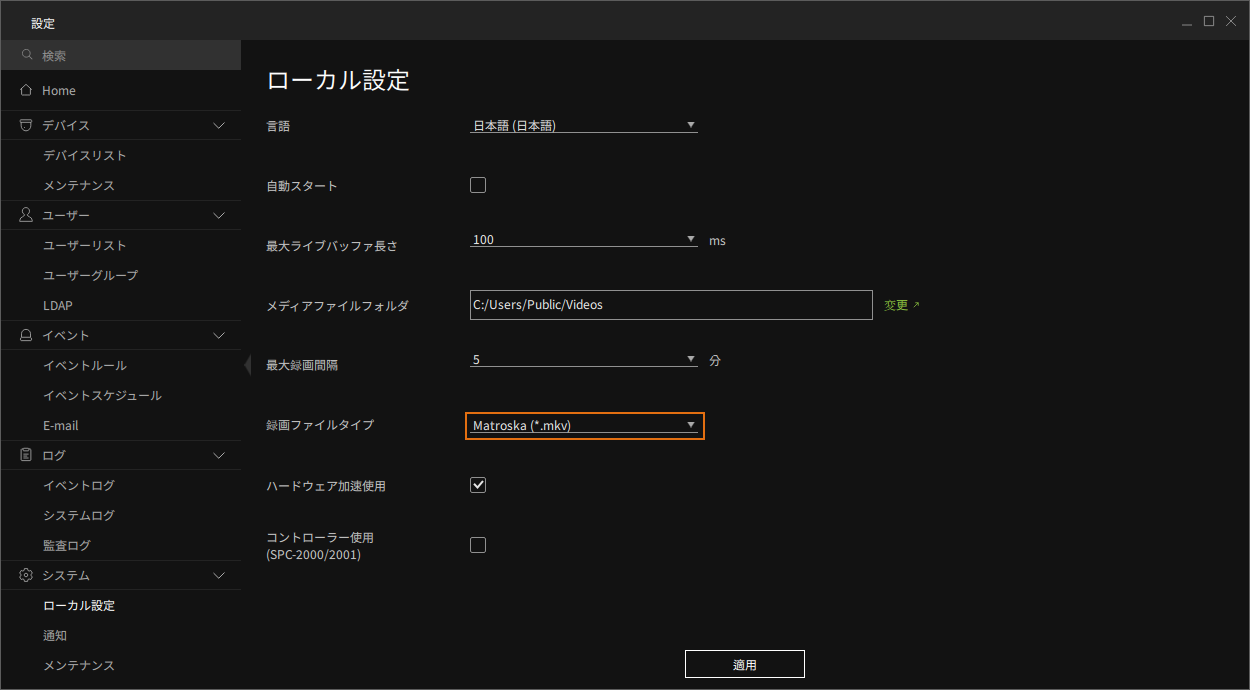 設定
検索
Home
デバイス
デバイスリスト
メンテナンス
ユーザー
ユーザーリスト
ユーザーグループ
LDAP
イベント
イベントルール
イベントスケジュール
E-mail
ログ
イベントログ
システムログ
監査ログ
システム
ローカル設定
通知
メンテナンス
ローカル設定
言語 日本語 (日本語)
自動スタート
最大ライブバッファ長さ 100 ms
メディアファイルフォルダ C:/Users/Public/Videos 変更
最大録画間隔 5 分
録画ファイルタイプ Matroska (*.mkv)
ハードウェア加速使用
コントローラー使用
(SPC-2000/2001)
適用